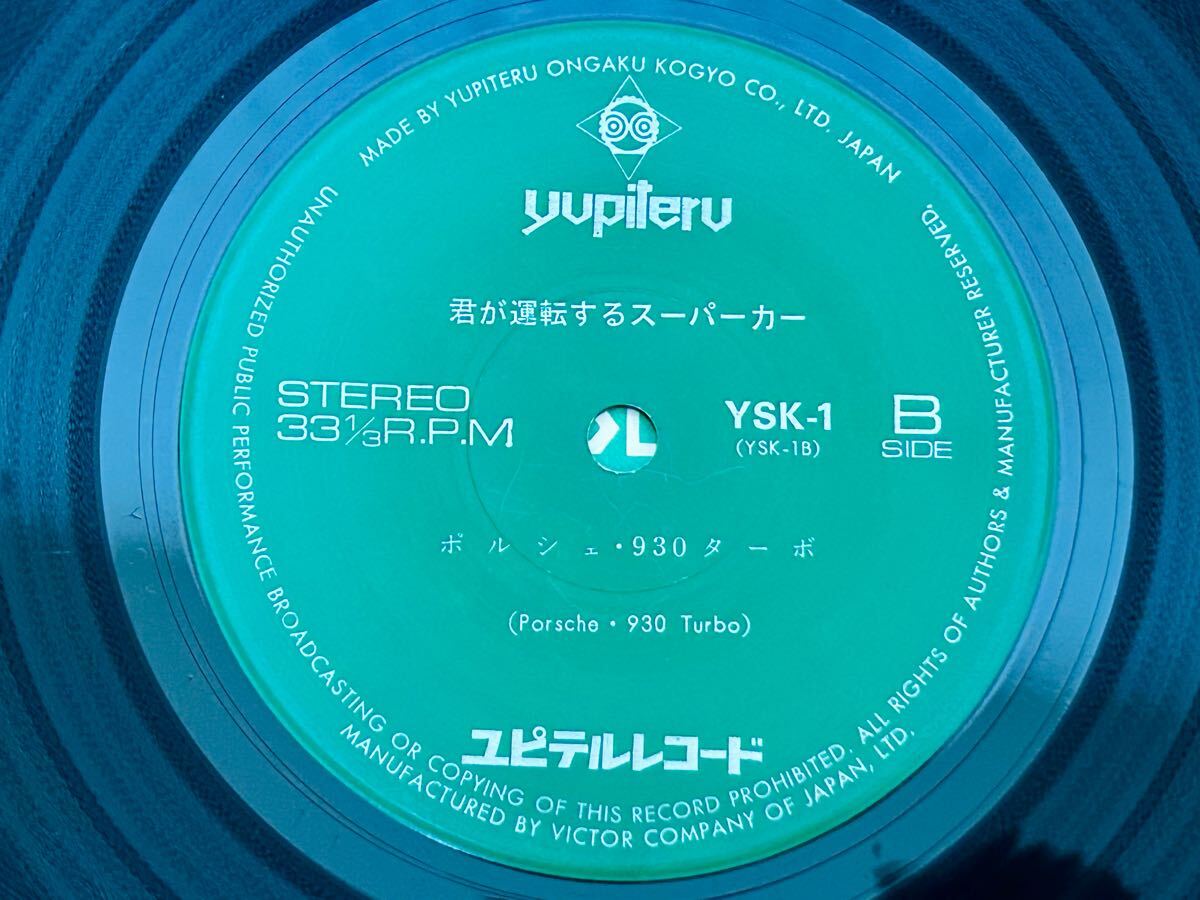 MADE BY YUPITERU ONGAKU KOGYO CO., LTD. JAPAN
yupiteru
君が運転するスーパーカー
STEREO
33 1/3 R.P.M
YSK-1
(YSK-1B)
B
SIDE
ポルシェ・930ターボ
(Porsche・930 Turbo)
ユピテルレコード
UNAUTHORIZED PUBLIC PERFORMANCE BROADCASTING OR COPYING OF THIS RECORD PROHIBITED. ALL RIGHTS OF AUTHORS & MANUFACTURER RESERVED.
MANUFACTURED BY VICTOR COMPANY OF JAPAN, LTD.